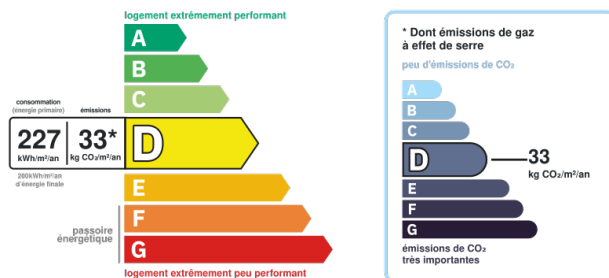 logement extrêmement performant
A
B
C
consommation
(énergie primaire)
émissions
227
kWh/m²/an
33*
kg CO₂/m²/an
D
200kWh/m²/an
d'énergie finale
E
F
G
passoire
énergétique
logement extrêmement peu performant
* Dont émissions de gaz
à effet de serre
peu d'émissions de CO₂
A
B
C
D
33
kg CO₂/m²/an
E
F
G
émissions de CO₂
très importantes